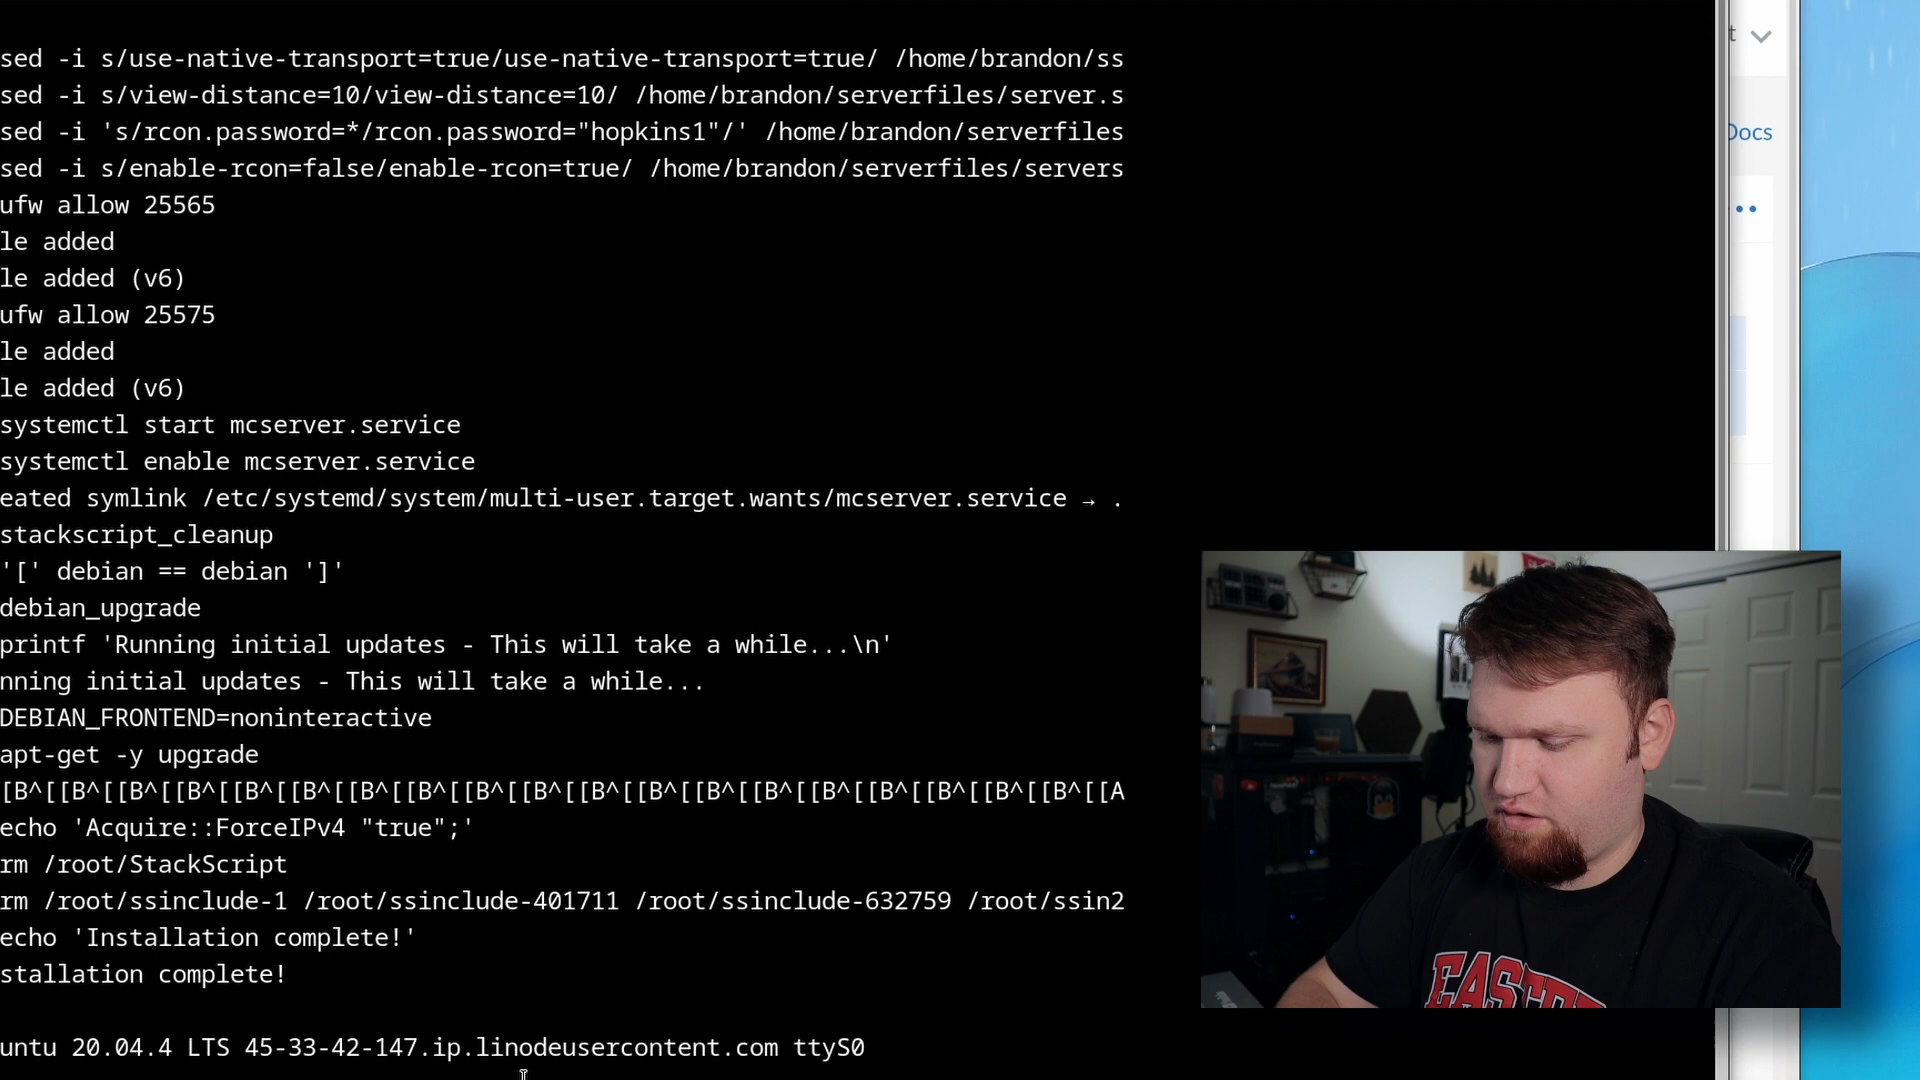 sed -i s/use-native-transport=true/use-native-transport=true/ /home/brandon/ss
sed -i s/view-distance=10/view-distance=10/ /home/brandon/serverfiles/server.s
sed -i 's/rcon.password=*/rcon.password="hopkins1"/' /home/brandon/serverfiles
sed -i s/enable-rcon=false/enable-rcon=true/ /home/brandon/serverfiles/servers
ufw allow 25565
le added
le added (v6)
ufw allow 25575
le added
le added (v6)
systemctl start mcserver.service
systemctl enable mcserver.service
eated symlink /etc/systemd/system/multi-user.target.wants/mcserver.service → .
stackscript_cleanup
'[' debian == debian ']'
debian_upgrade
printf 'Running initial updates - This will take a while...\n'
nning initial updates - This will take a while...
DEBIAN_FRONTEND=noninteractive
apt-get -y upgrade
[B^[[B^[[B^[[B^[[B^[[B^[[B^[[B^[[B^[[B^[[B^[[B^[[B^[[B^[[B^[[B^[[B^[[B^[[B^[[A
echo 'Acquire::ForceIPv4 "true";'
rm /root/StackScript
rm /root/ssinclude-1 /root/ssinclude-401711 /root/ssinclude-632759 /root/ssin2
echo 'Installation complete!'
stallation complete!
untu 20.04.4 LTS 45-33-42-147.ip.linodeusercontent.com ttyS0
t
Docs